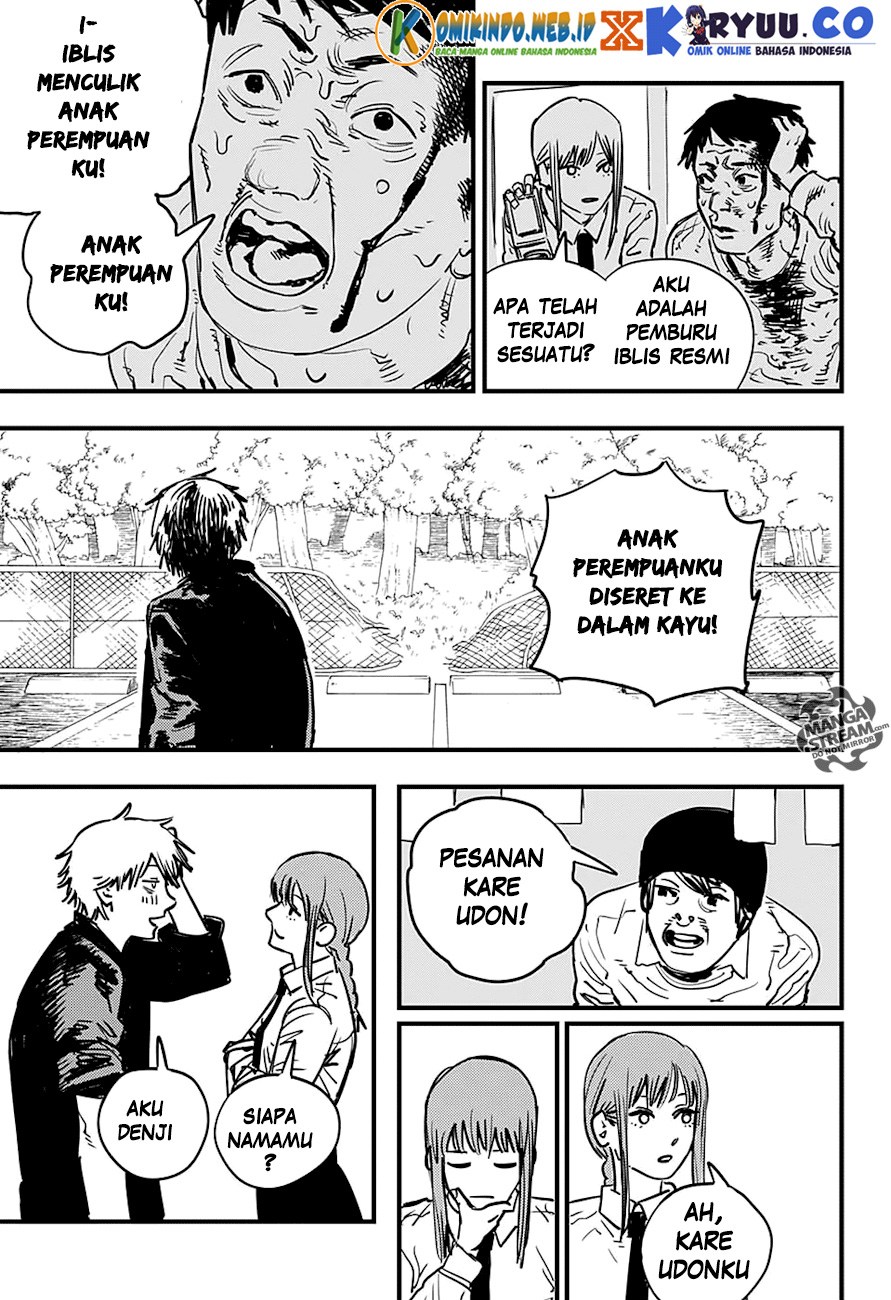 KOMIKINDO.WEB.ID
BACA MANGA ONLINE BAHASA INDONESIA
X
KIRYUU.CO
OMIK ONLINE BAHASA INDONESIA
AKU
ADALAH
PEMBURU
IBLIS RESMI
APA TELAH
TERJADI
SESUATU?
I-
IBLIS
MENCULIK
ANAK
PEREMPUAN
KU!
ANAK
PEREMPUAN
KU!
ANAK
PEREMPUANKU
DISERET KE
DALAM KAYU!
MANGA
STREAM.com
DO NOT MIRROR
PESANAN
KARE
UDON!
AH,
KARE
UDONKU
SIAPA
NAMAMU
?
AKU
DENJI